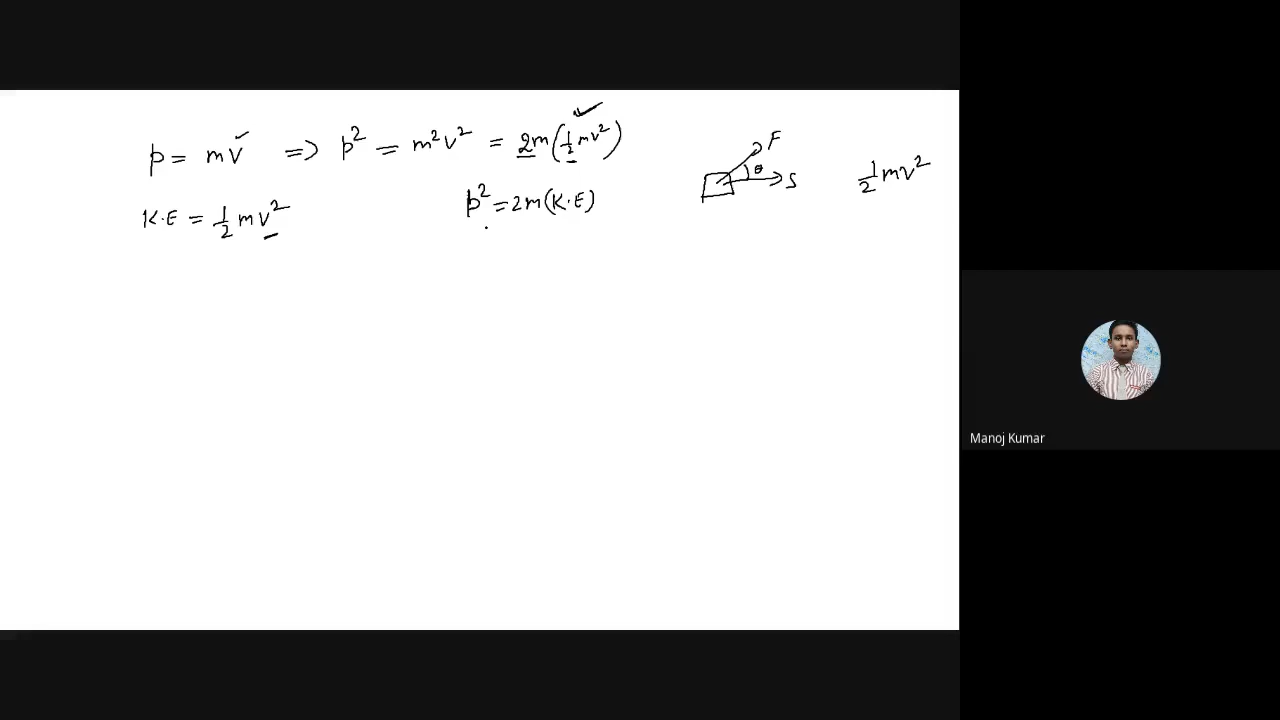 p = mv ⇒ p² = m²v² = 2m(½mv²)
F
θ
S
½mv²
K.E = ½mv²
p² = 2m(K.E)
Manoj Kumar